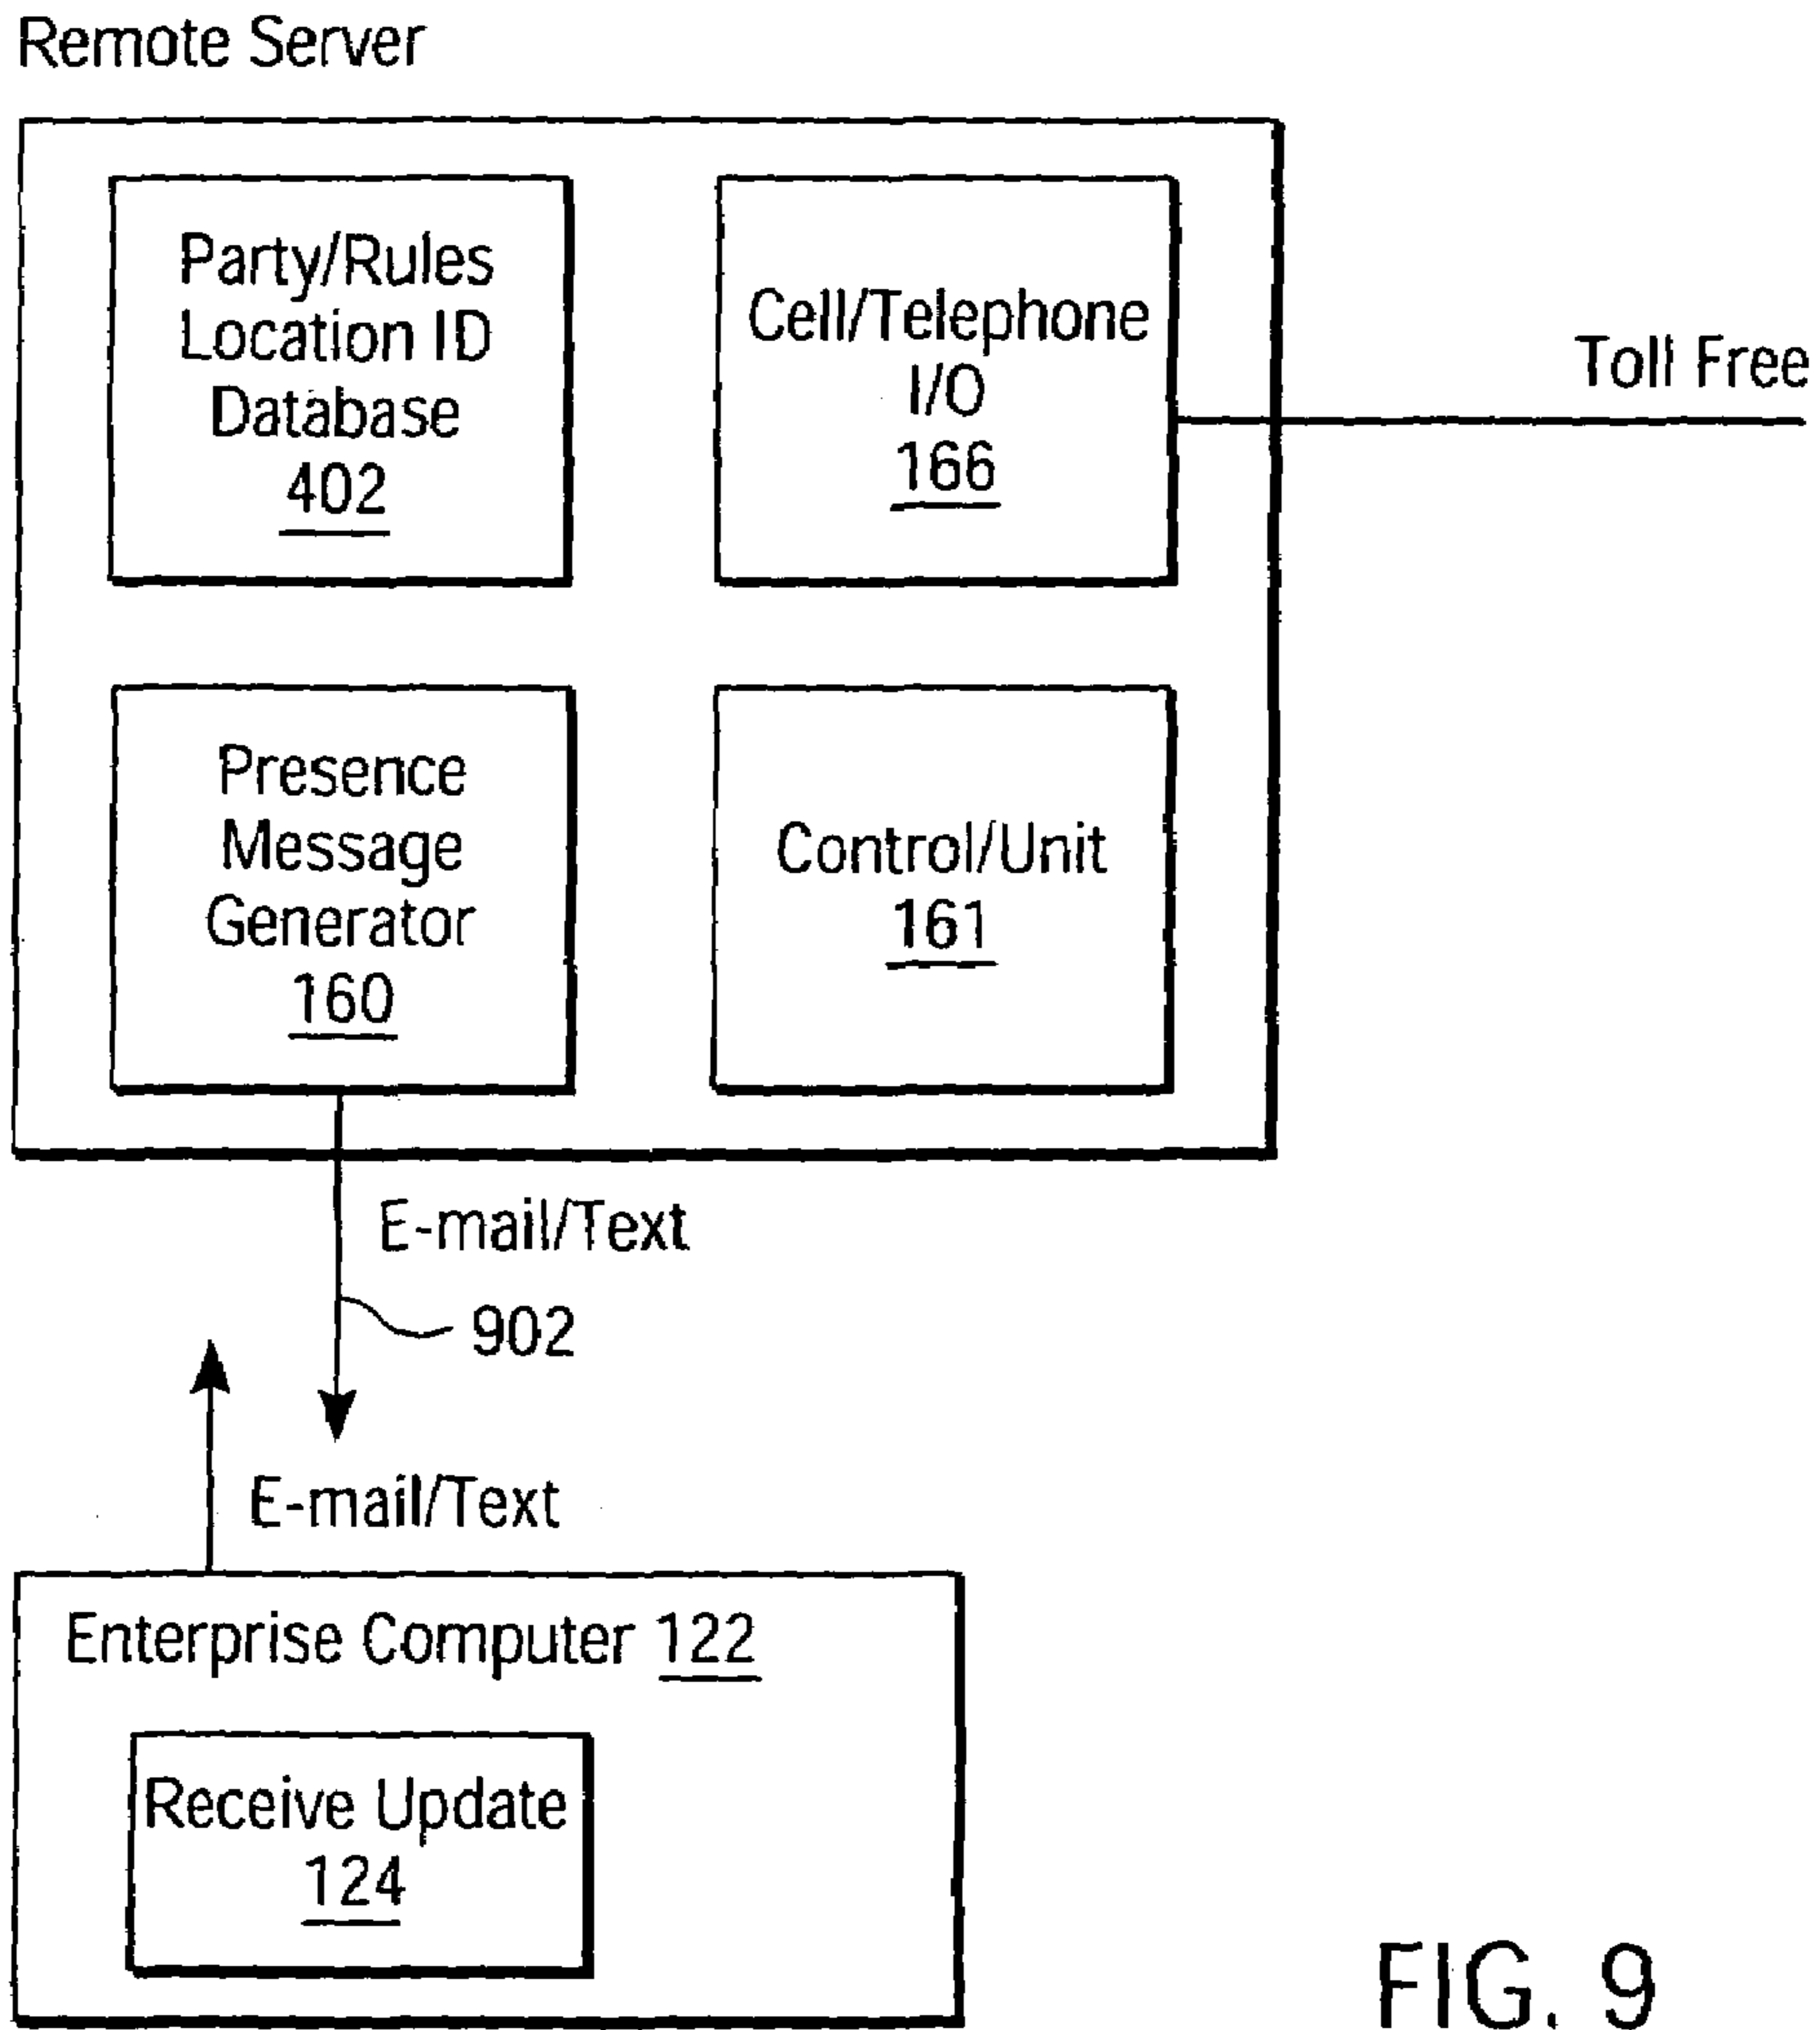 Remote Server
Party/Rules
Location ID
Database
402
Cell/Telephone
I/O
166
Toll Free
Presence
Message
Generator
160
Control/Unit
161
E-mail/Text
902
E-mail/Text
Enterprise Computer 122
Receive Update
124
FIG. 9